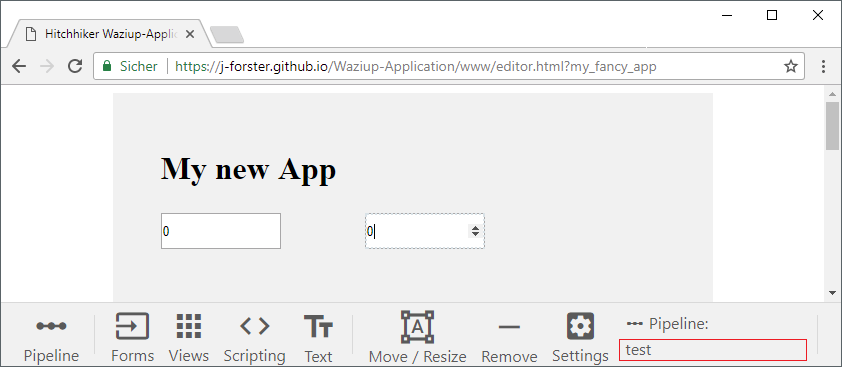 Hitchhiker Waziup-Applic
Sicher https://j-forster.github.io/Waziup-Application/www/editor.html?my_fancy_app
My new App
0 0
A Tт Pipeline:
Pipeline Forms Views Scripting Text Move / Resize Remove Settings test